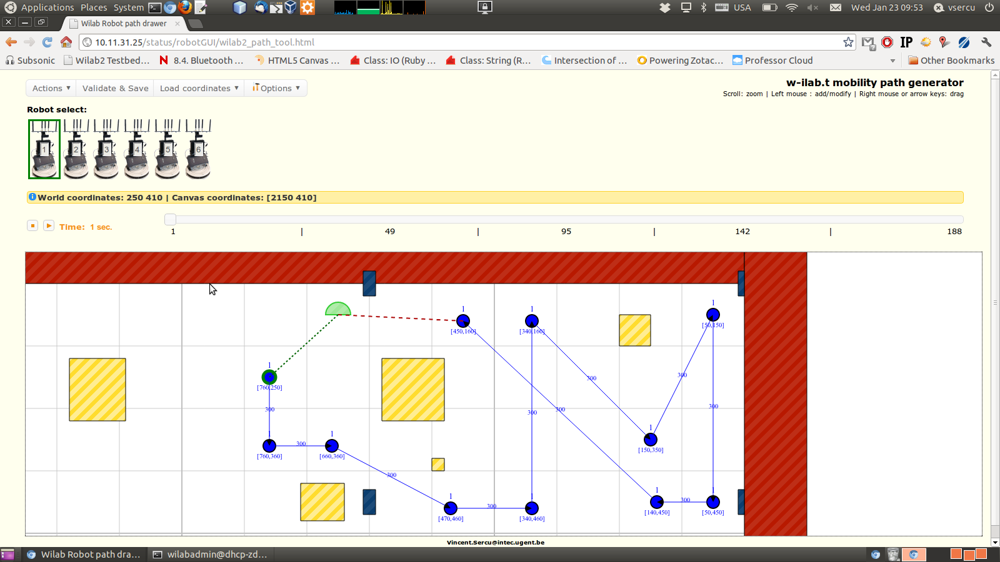 Applications Places System
USA
Wed Jan 23 09:53
vsercu
Wilab Robot path drawer
10.11.31.25/status/robotGUI/wilab2_path_tool.html
IP
Subsonic
Wilab2 Testbed…
8.4. Bluetooth …
HTML5 Canvas …
Class: IO (Ruby …
Class: String (R…
Intersection of …
Powering Zotac…
Professor Cloud
Other Bookmarks
Actions
Validate & Save
Load coordinates
Options
w-ilab.t mobility path generator
Scroll: zoom | Left mouse : add/modify | Right mouse or arrow keys: drag
Robot select:
1 2 3 4 5 6
World coordinates: 250 410 | Canvas coordinates: [2150 410]
Time: 1 sec.
1 49 95 142 188
1
[50,150]
1
[450,160]
1
[340,160]
1
[760,250]
300
300
300
300
300
300
1
[150,350]
1
[760,360]
300
1
[660,360]
300
1
[470,460]
300
1
[340,460]
1
[140,450]
300
1
[50,450]
Vincent.Sercu@intec.ugent.be
Wilab Robot path dra…
wilabadmin@dhcp-zd…